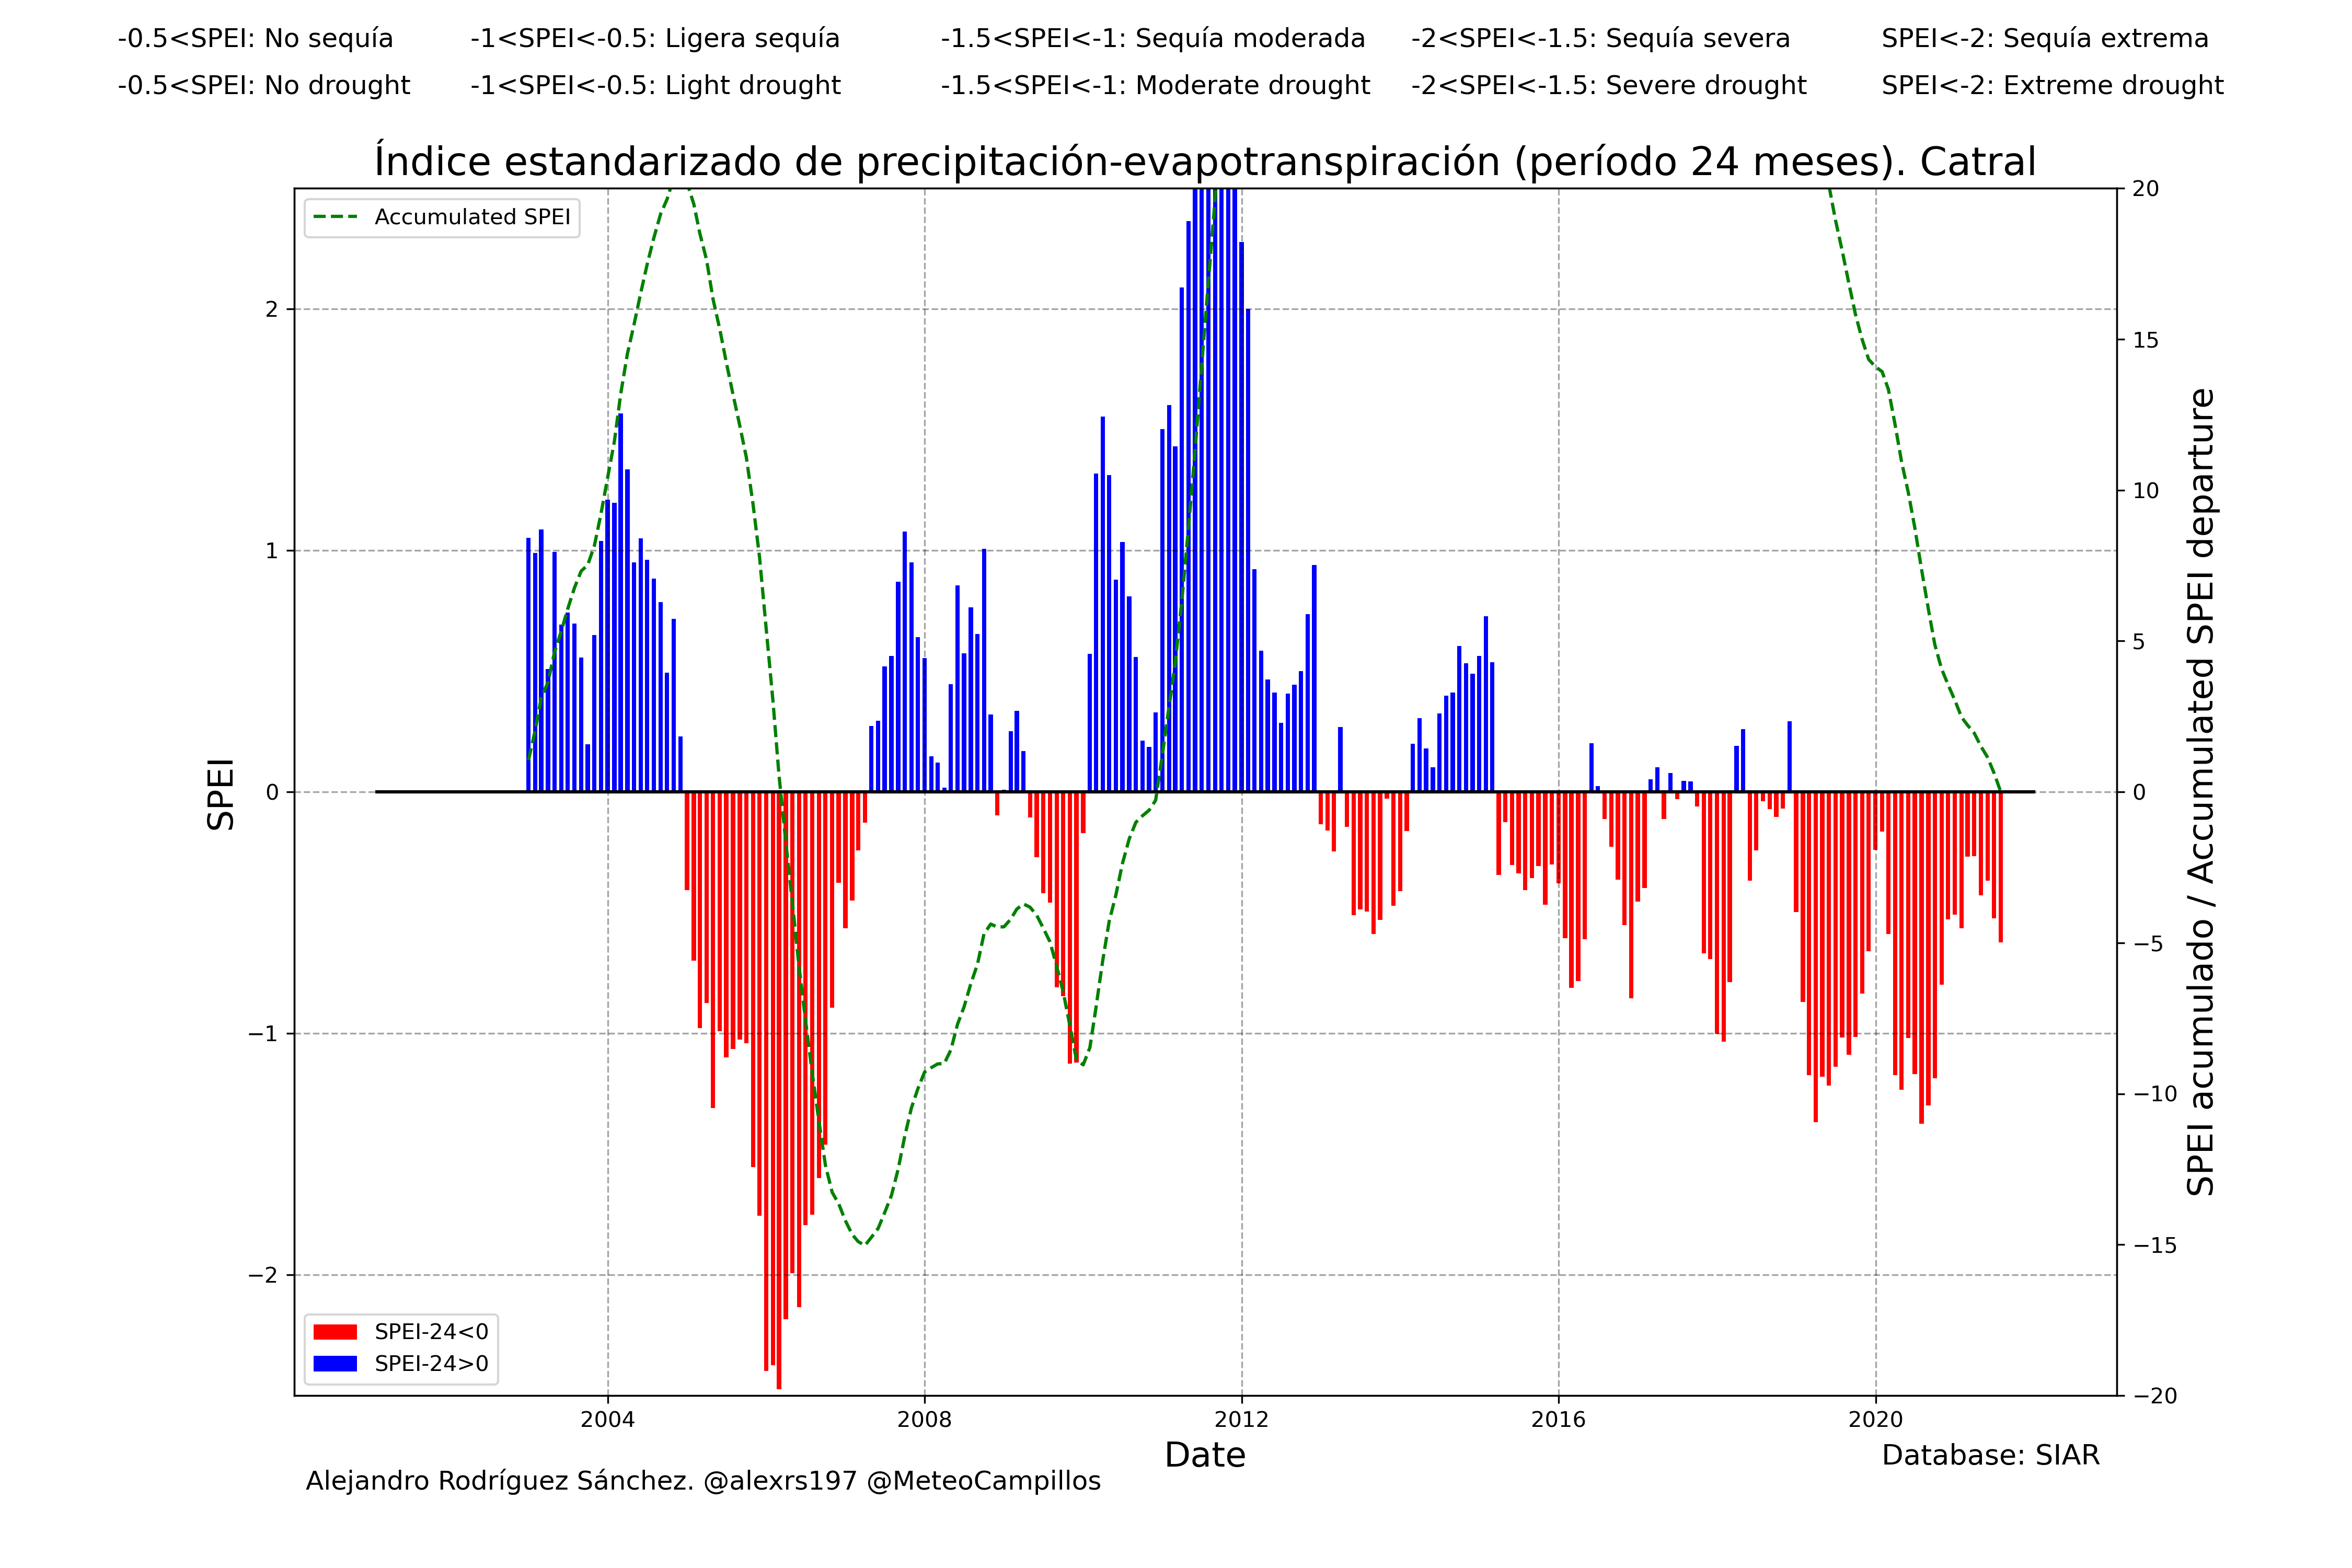 -0.5<SPEI: No sequía -1<SPEI<-0.5: Ligera sequía -1.5<SPEI<-1: Sequía moderada -2<SPEI<-1.5: Sequía severa SPEI<-2: Sequía extrema
-0.5<SPEI: No drought -1<SPEI<-0.5: Light drought -1.5<SPEI<-1: Moderate drought -2<SPEI<-1.5: Severe drought SPEI<-2: Extreme drought
Índice estandarizado de precipitación-evapotranspiración (período 24 meses). Catral
Accumulated SPEI
2
1
0
−1
−2
SPEI
20
15
10
5
0
−5
−10
−15
−20
SPEI acumulado / Accumulated SPEI departure
SPEI-24<0
SPEI-24>0
2004 2008 2012 2016 2020
Date
Database: SIAR
Alejandro Rodríguez Sánchez. @alexrs197 @MeteoCampillos